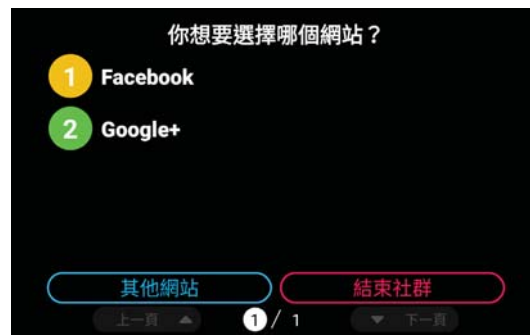 你想要選擇哪個網站？
1 Facebook
2 Google+
其他網站 結束社群
上一頁 ▲ 1 / 1 ▼ 下一頁